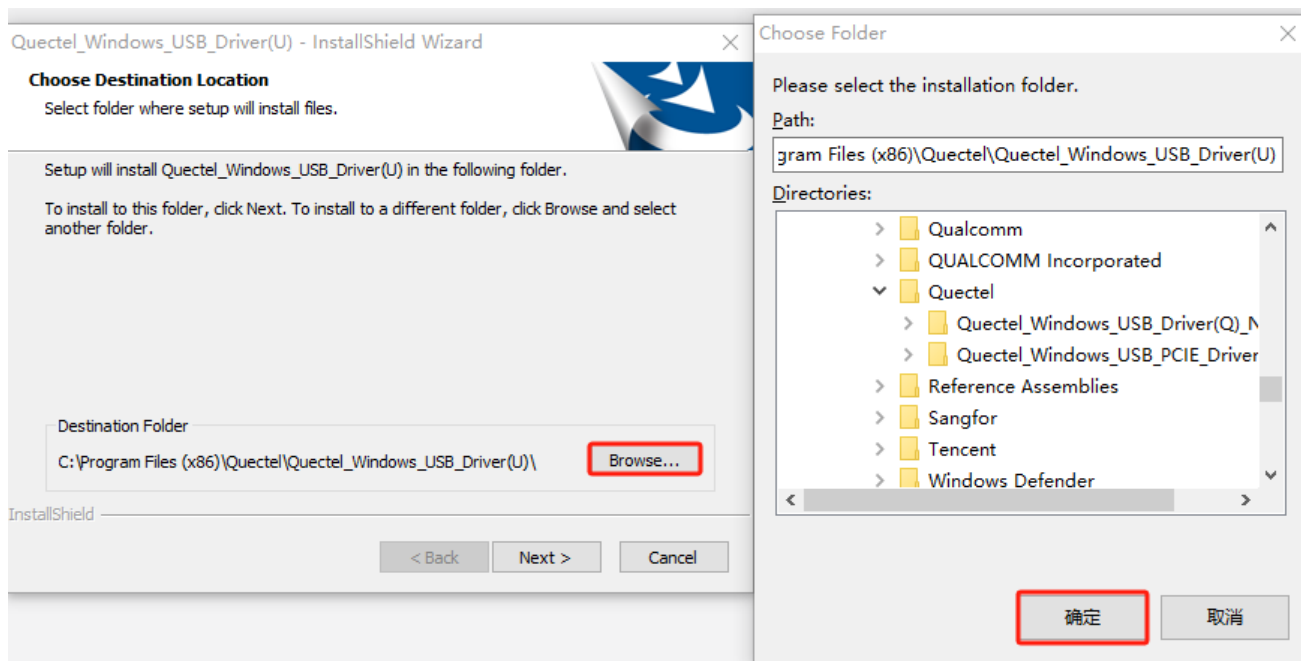 Quectel_Windows_USB_Driver(U) - InstallShield Wizard
Choose Destination Location
Select folder where setup will install files.
Setup will install Quectel_Windows_USB_Driver(U) in the following folder.
To install to this folder, click Next. To install to a different folder, click Browse and select
another folder.
Destination Folder
C:\Program Files (x86)\Quectel\Quectel_Windows_USB_Driver(U)\
Browse...
InstallShield
< Back
Next >
Cancel
Choose Folder
Please select the installation folder.
Path:
gram Files (x86)\Quectel\Quectel_Windows_USB_Driver(U)
Directories:
Qualcomm
QUALCOMM Incorporated
Quectel
Quectel_Windows_USB_Driver(Q)_N
Quectel_Windows_USB_PCIE_Driver
Reference Assemblies
Sangfor
Tencent
Windows Defender
确定
取消